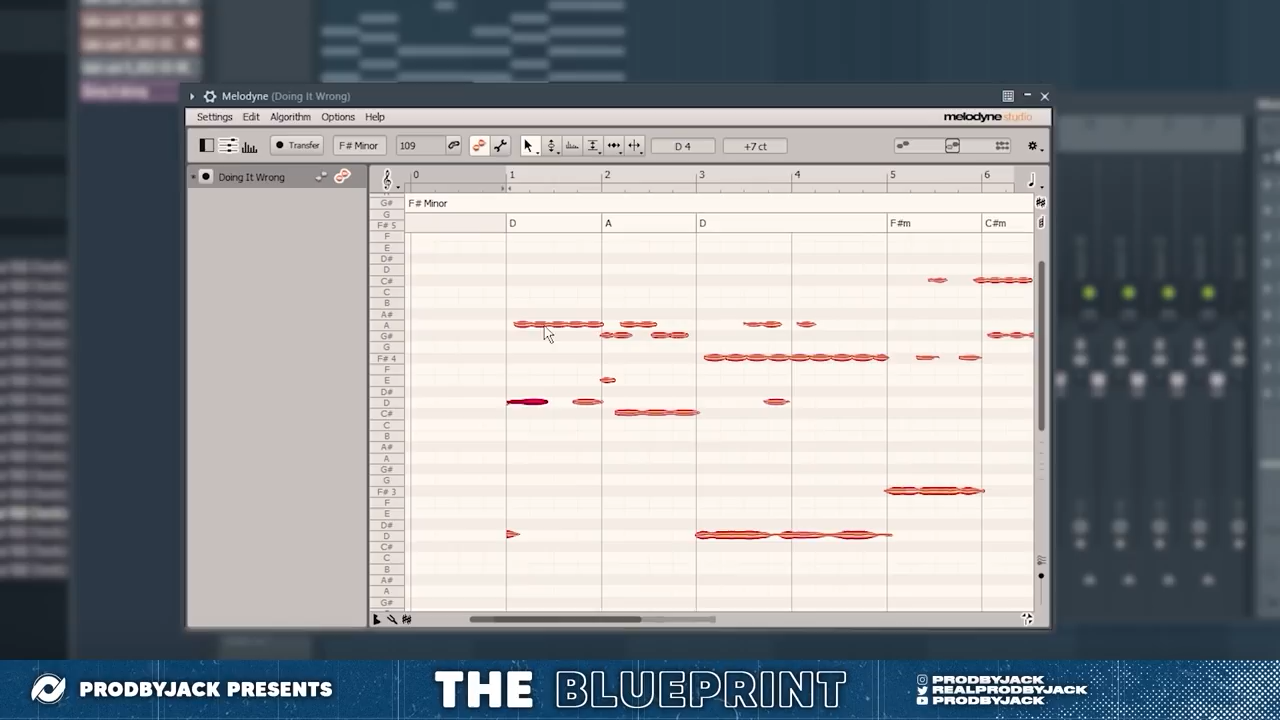 Melodyne (Doing It Wrong)
Settings Edit Algorithm Options Help
melodyne studio
Transfer F# Minor 109 D 4 +7 ct
Doing It Wrong
0 1 2 3 4 5 6
G#
F# Minor
G
F# 5
D A D F#m C#m
F
E
D#
D
C#
C
B
A#
A
G#
G
F# 4
F
E
D#
D
C#
C
B
A#
A
G#
G
F# 3
F
E
D#
D
C#
C
B
A#
A
G#
PRODBYJACK PRESENTS
THE BLUEPRINT
PRODBYJACK
REALPRODBYJACK
PRODBYJACK